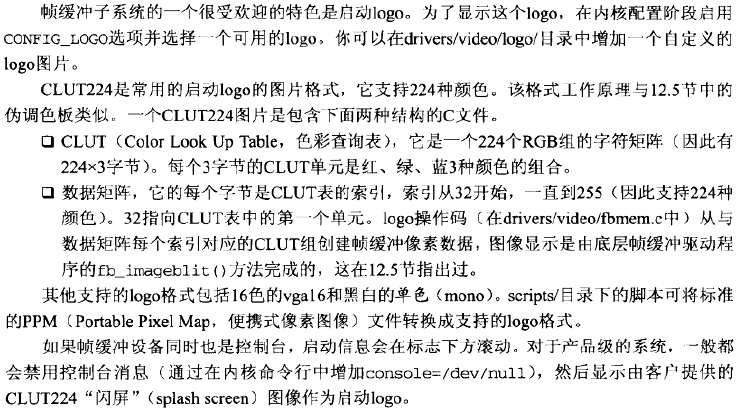 帧缓冲子系统的一个很受欢迎的特色是启动logo。为了显示这个logo，在内核配置阶段启用
CONFIG_LOGO选项并选择一个可用的logo。你可以在drivers/video/logo/目录中增加一个自定义的
logo图片。
CLUT224是常用的启动logo的图片格式，它支持224种颜色。该格式工作原理与12.5节中的
伪调色板类似。一个CLUT224图片是包含下面两种结构的C文件。
❑ CLUT（Color Look Up Table，色彩查询表），它是一个224个RGB组的字符矩阵（因此有
224×3字节）。每个3字节的CLUT单元是红、绿、蓝3种颜色的组合。
❑ 数据矩阵，它的每个字节是CLUT表的索引，索引从32开始，一直到255（因此支持224种
颜色）。32指向CLUT表中的第一个单元。logo操作码（在drivers/video/fbmem.c中）从与
数据矩阵每个索引对应的CLUT组创建帧缓冲像素数据，图像显示是由底层帧缓冲驱动程
序的fb_imageblit()方法完成的，这在12.5节指出过。
其他支持的logo格式包括16色的vga16和黑白的单色（mono）。scripts/目录下的脚本可将标准
的PPM（Portable Pixel Map，便携式像素图像）文件转换成支持的logo格式。
如果帧缓冲设备同时也是控制台，启动信息会在标志下方滚动。对于产品级的系统，一般都
会禁用控制台消息（通过在内核命令行中增加console=/dev/null），然后显示由客户提供的
CLUT224“闪屏”（splash screen）图像作为启动logo。